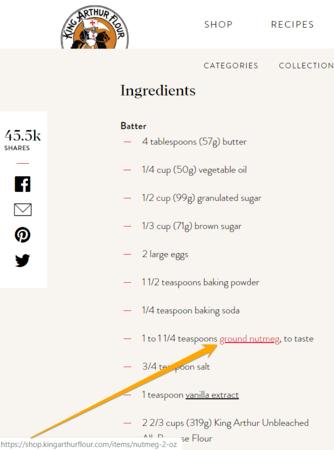 KING ARTHUR FLOUR
SHOP RECIPES
CATEGORIES COLLECTION
Ingredients
45.5k
SHARES
Batter
— 4 tablespoons (57g) butter
— 1/4 cup (50g) vegetable oil
— 1/2 cup (99g) granulated sugar
— 1/3 cup (71g) brown sugar
— 2 large eggs
— 1 1/2 teaspoons baking powder
— 1/4 teaspoon baking soda
— 1 to 1 1/4 teaspoons ground nutmeg, to taste
— 3/4 teaspoon salt
— 1 teaspoon vanilla extract
— 2 2/3 cups (319g) King Arthur Unbleached
All-Purpose Flour
https://shop.kingarthurflour.com/items/nutmeg-2-oz